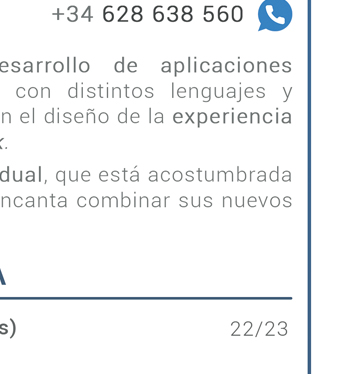 +34 628 638 560
esarrollo de aplicaciones
con distintos lenguajes y
n el diseño de la experiencia
.
dual, que está acostumbrada
ncanta combinar sus nuevos
A
s) 22/23